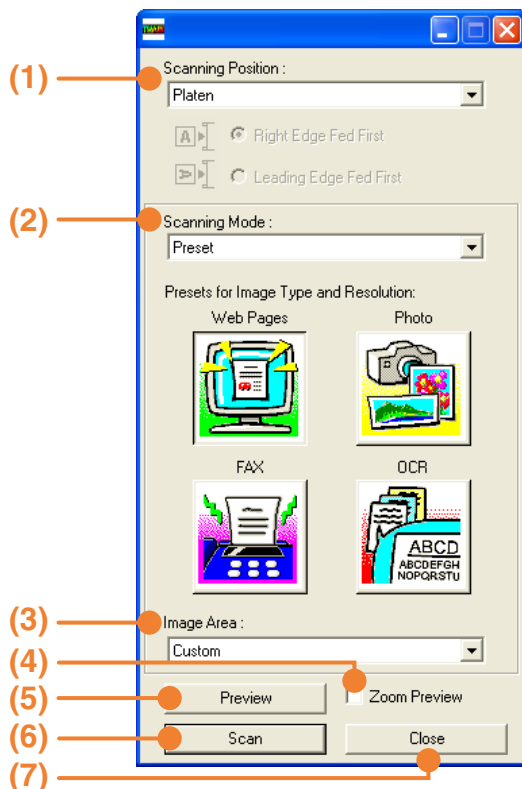 TWAIN
(1)
Scanning Position :
Platen
A
Right Edge Fed First
A
Leading Edge Fed First
(2)
Scanning Mode :
Preset
Presets for Image Type and Resolution:
Web Pages
Photo
FAX
OCR
ABCD
ABCDEFGH
NOPQRSTU
(3)
Image Area :
Custom
(4)
(5)
Preview
Zoom Preview
(6)
Scan
Close
(7)